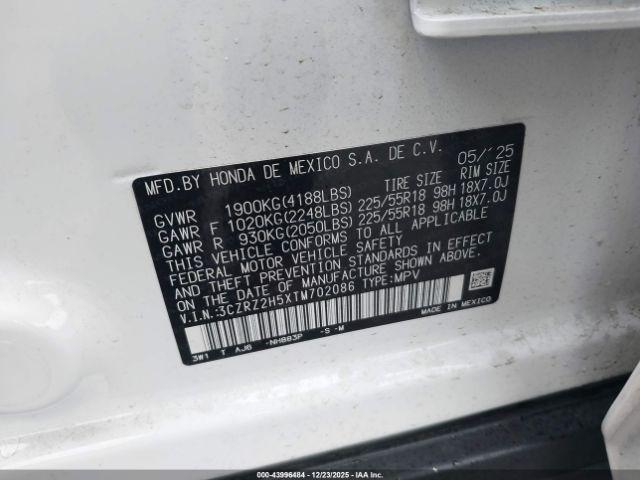 MFD.BY HONDA DE MEXICO S.A. DE C.V. 05/'25
TIRE SIZE RIM SIZE
GVWR 1900KG(4188LBS)
GAWR F 1020KG(2248LBS) 225/55R18 98H 18X7.0J
GAWR R 930KG(2050LBS) 225/55R18 98H 18X7.0J
THIS VEHICLE CONFORMS TO ALL APPLICABLE
FEDERAL MOTOR VEHICLE SAFETY
AND THEFT PREVENTION STANDARDS IN EFFECT
ON THE DATE OF MANUFACTURE SHOWN ABOVE.
V.I.N.:3CZRZ2H5XTM702086 TYPE:MPV
3W1 T AJ6 -NH883P -S -M MADE IN MEXICO
© 43996484 - 12/23/2025 - IAAI.COM